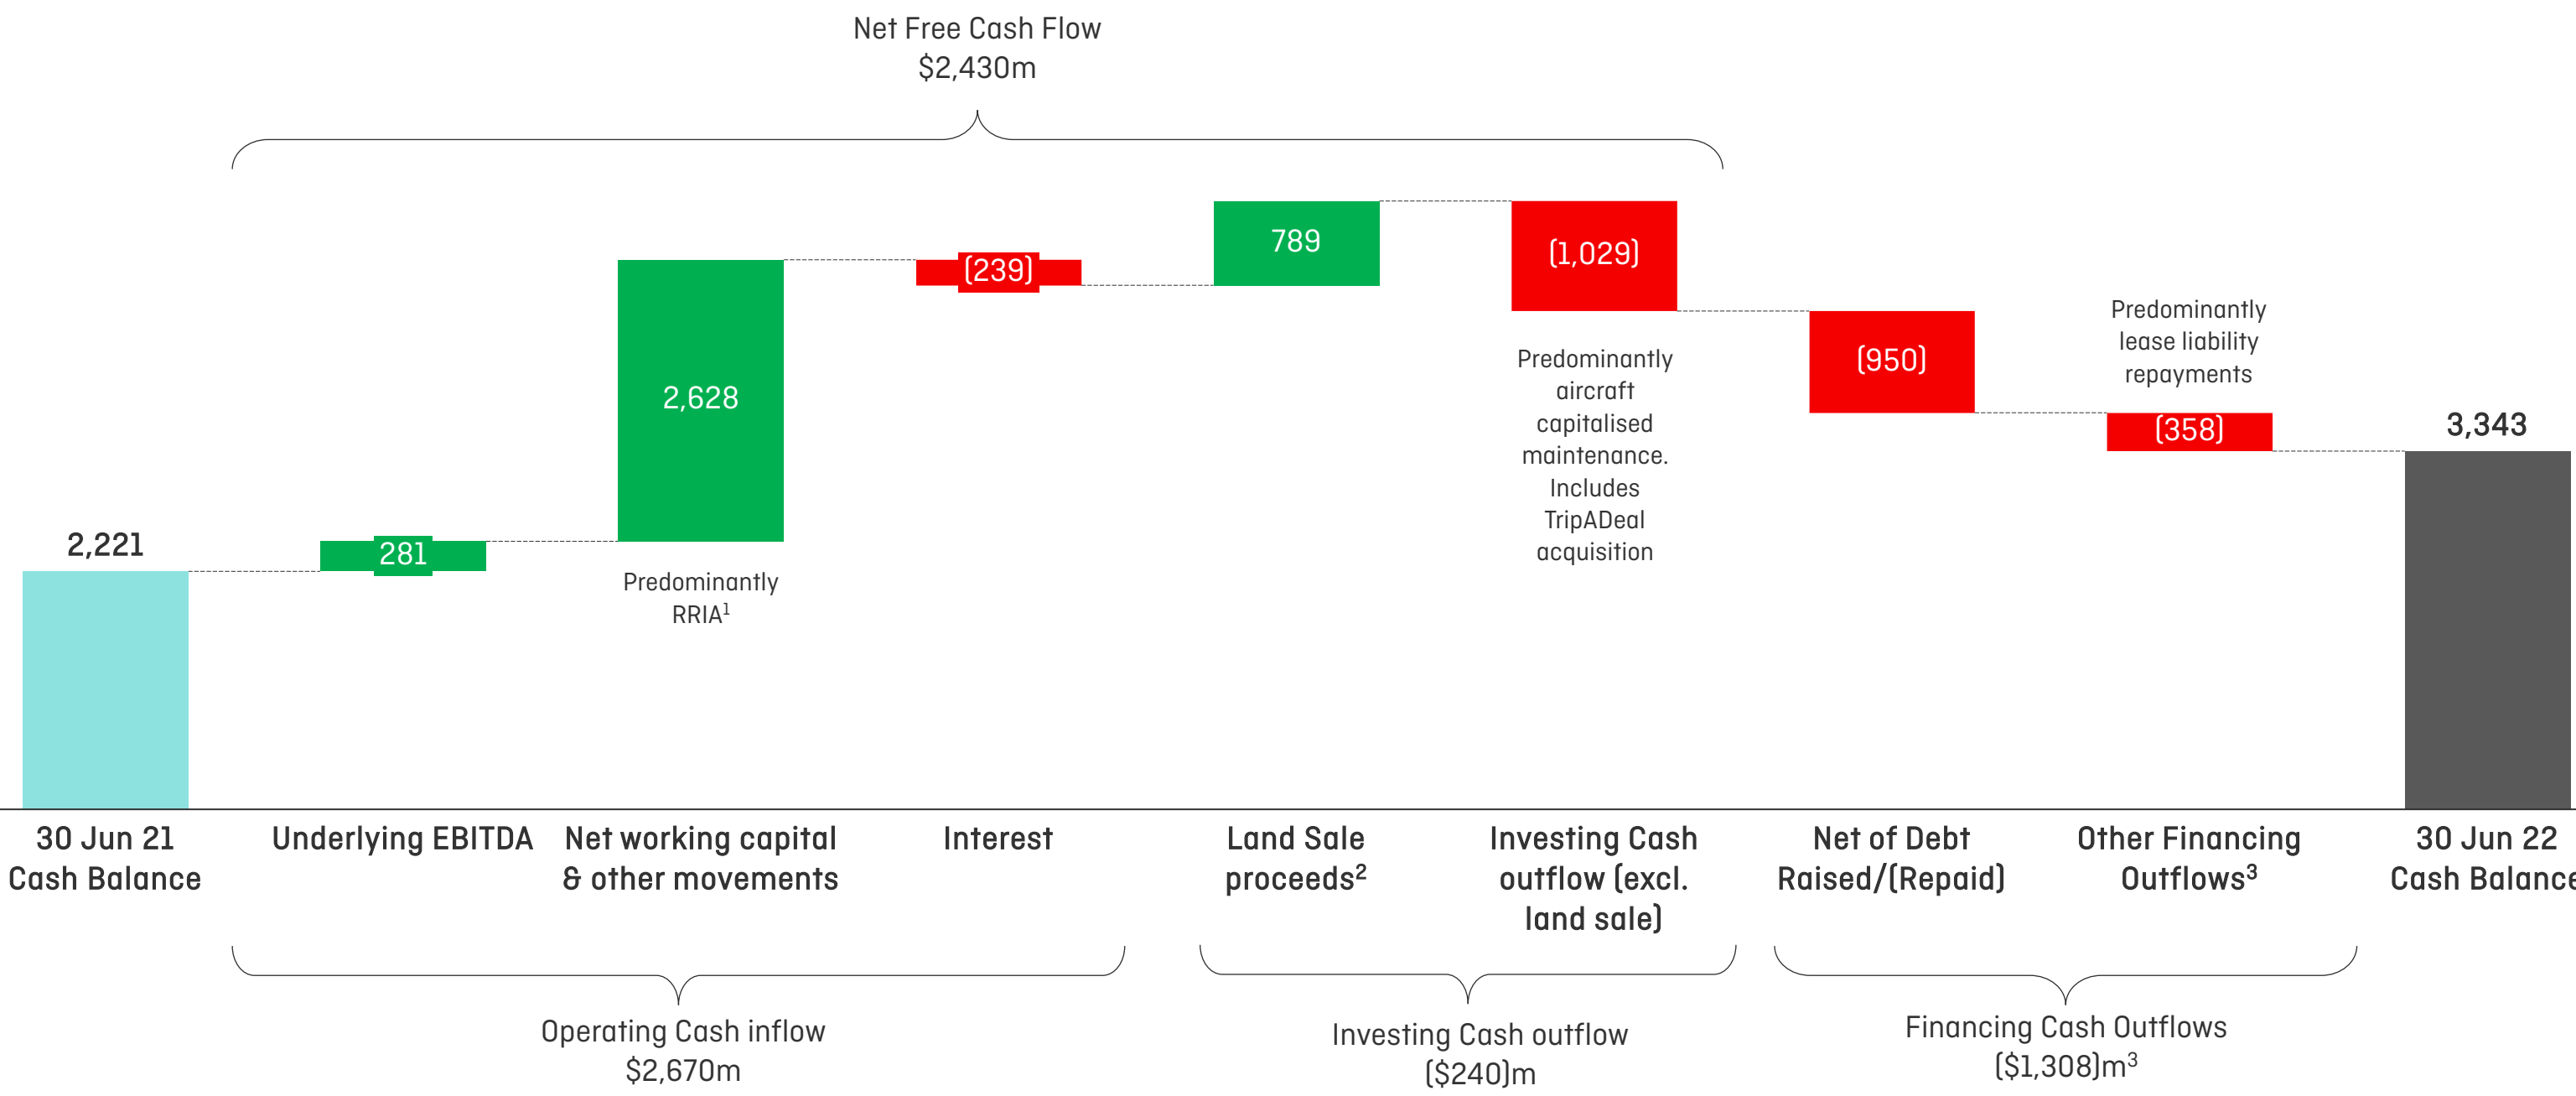 Net Free Cash Flow
$2,430m
2,221
281
2,628
Predominantly
RRIA¹
(239)
789
(1,029)
Predominantly
aircraft
capitalised
maintenance.
Includes
TripADeal
acquisition
(950)
Predominantly
lease liability
repayments
(358)
3,343
30 Jun 21
Cash Balance
Underlying EBITDA
Net working capital
& other movements
Interest
Land Sale
proceeds²
Investing Cash
outflow (excl.
land sale)
Net of Debt
Raised/(Repaid)
Other Financing
Outflows³
30 Jun 22
Cash Balance
Operating Cash inflow
$2,670m
Investing Cash outflow
($240)m
Financing Cash Outflows
($1,308)m³